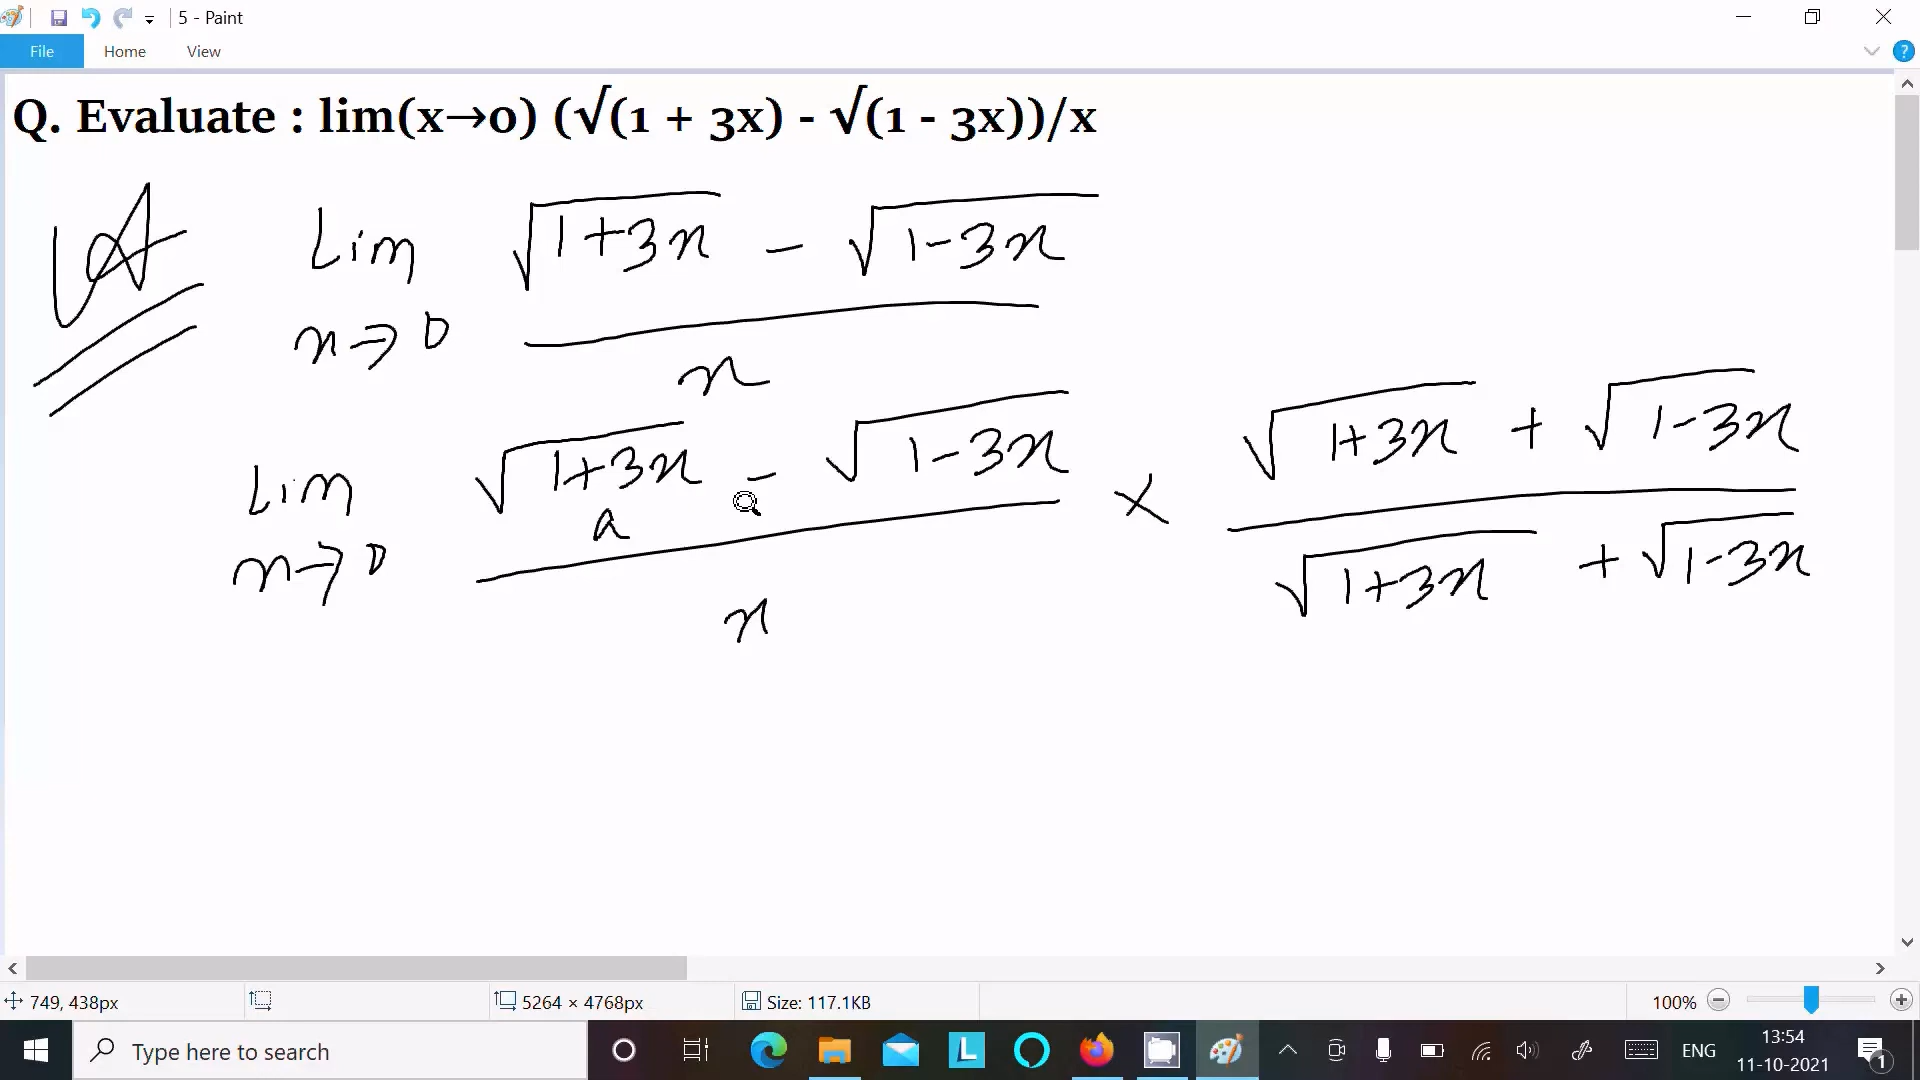 5 - Paint
File Home View
Q. Evaluate : lim(x→0) (√(1 + 3x) - √(1 - 3x))/x
Lim √1+3x - √1-3x
x→0 x
Lim √1+3x - √1-3x × √1+3x + √1-3x
a
x→0 x √1+3x + √1-3x
749, 438px 5264 × 4768px Size: 117.1KB 100%
Type here to search
L
ENG 13:54
11-10-2021
1